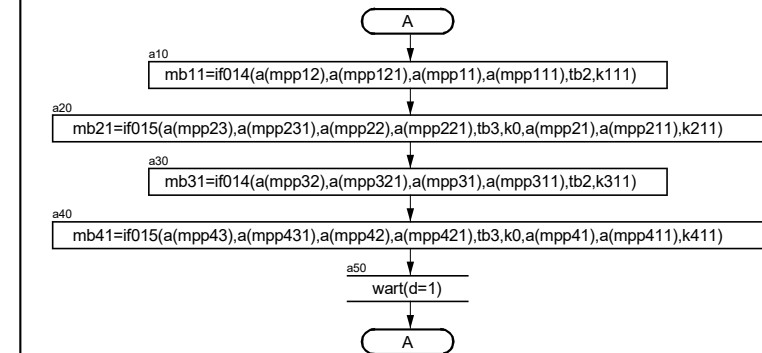 A
a10
mb11=if014(a(mpp12),a(mpp121),a(mpp11),a(mpp111),tb2,k111)
a20
mb21=if015(a(mpp23),a(mpp231),a(mpp22),a(mpp221),tb3,k0,a(mpp21),a(mpp211),k211)
a30
mb31=if014(a(mpp32),a(mpp321),a(mpp31),a(mpp311),tb2,k311)
a40
mb41=if015(a(mpp43),a(mpp431),a(mpp42),a(mpp421),tb3,k0,a(mpp41),a(mpp411),k411)
a50
wart(d=1)
A